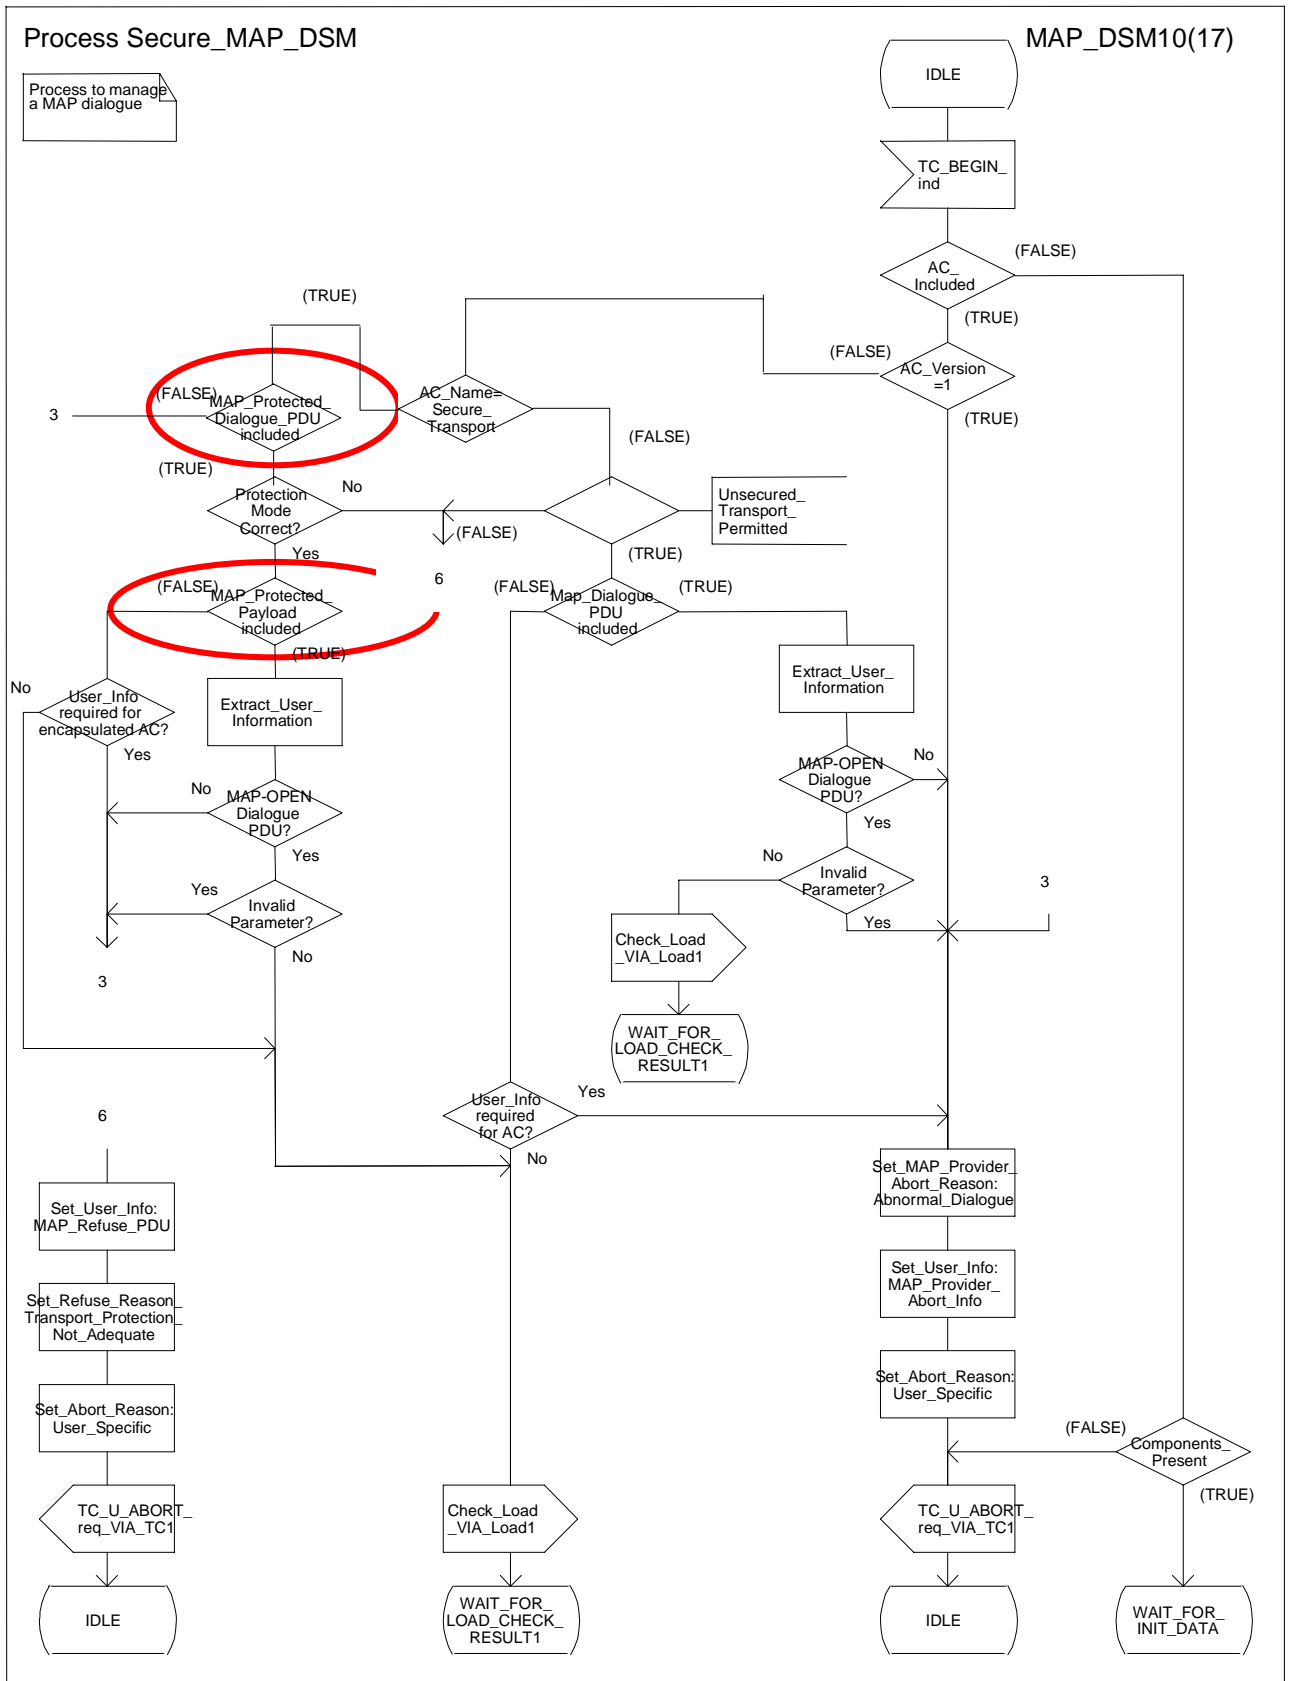 Process Secure_MAP_DSM
MAP_DSM10(17)
Process to manage
a MAP dialogue
IDLE
TC_BEGIN_
ind
(FALSE)
AC_
Included
(TRUE)
(TRUE)
(FALSE)
AC_Version
=1
(TRUE)
(FALSE)
MAP_Protected_
Dialogue_PDU
included
3
AC_Name=
Secure_
Transport
(FALSE)
(TRUE)
Protection
Mode
Correct?
No
Yes
(FALSE)
Unsecured_
Transport_
Permitted
(TRUE)
6
(FALSE)
MAP_Protected_
Payload
included
(TRUE)
(FALSE)
Map_Dialogue_
PDU
included
(TRUE)
No
User_Info
required for
encapsulated AC?
Yes
Extract_User_
Information
Extract_User_
Information
No
MAP-OPEN
Dialogue
PDU?
Yes
MAP-OPEN
Dialogue
PDU?
No
Yes
Yes
Invalid
Parameter?
No
No
Invalid
Parameter?
Yes
3
3
Check_Load
_VIA_Load1
WAIT_FOR_
LOAD_CHECK_
RESULT1
6
User_Info
required
for AC?
Yes
No
Set_User_Info:
MAP_Refuse_PDU
Set_Refuse_Reason_
Transport_Protection_
Not_Adequate
Set_Abort_Reason:
User_Specific
TC_U_ABORT_
req_VIA_TC1
IDLE
Check_Load
_VIA_Load1
WAIT_FOR_
LOAD_CHECK_
RESULT1
Set_MAP_Provider_
Abort_Reason:
Abnormal_Dialogue
Set_User_Info:
MAP_Provider_
Abort_Info
Set_Abort_Reason:
User_Specific
(FALSE)
Components_
Present
(TRUE)
TC_U_ABORT_
req_VIA_TC1
IDLE
WAIT_FOR_
INIT_DATA